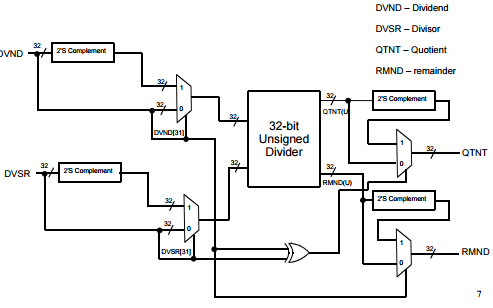 DVND – Dividend
DVSR – Divisor
QTNT – Quotient
RMND – remainder
DVND
32
2'S Complement
32
1
32
0
DVND[31]
32
32-bit
Unsigned
Divider
32
QTNT(U
2'S Complement
1
0
32
QTNT
DVSR
32
2'S Complement
32
1
32
0
DVSR[31]
32
32
RMND(U)
2'S Complement
1
0
32
RMND
7